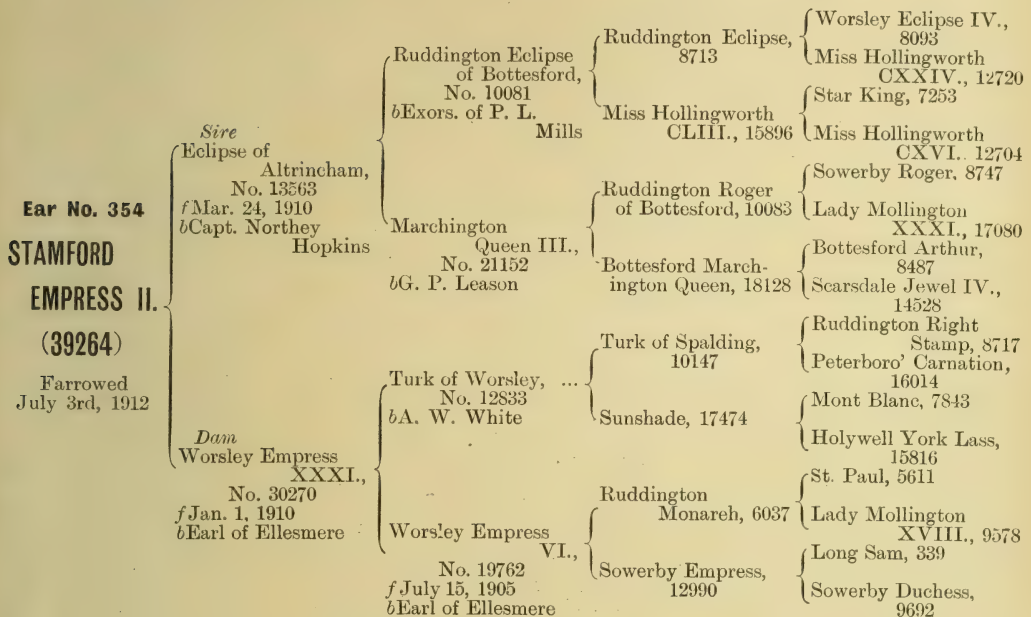 Ear No. 354
STAMFORD
EMPRESS II.
(39264)
Farrowed
July 3rd, 1912
Sire
Eclipse of
Altrincham,
No. 13563
f Mar. 24, 1910
bCapt. Northey
Hopkins
Dam
Worsley Empress
XXXI.,
No. 30270
f Jan. 1, 1910
bEarl of Ellesmere
Ruddington Eclipse
of Bottesford,
No. 10081
bExors. of P. L.
Mills
Marchington
Queen III.,
No. 21152
bG. P. Leason
Turk of Worsley, ...
No. 12833
bA. W. White
Worsley Empress
VI.,
No. 19762
f July 15, 1905
bEarl of Ellesmere
Ruddington Eclipse,
8713
Miss Hollingworth
CLIII., 15896
Ruddington Roger
of Bottesford, 10083
Bottesford March-
ington Queen, 18128
Turk of Spalding,
10147
Sunshade, 17474
Ruddington
Monareh, 6037
Sowerby Empress,
12990
Worsley Eclipse IV.,
8093
Miss Hollingworth
CXXIV., 12720
Star King, 7253
Miss Hollingworth
CXVI.. 12704
Sowerby Roger, 8747
Lady Mollington
XXXI., 17080
Bottesford Arthur,
8487
Scarsdale Jewel IV.,
14528
Ruddington Right
Stamp, 8717
Peterboro' Carnation,
16014
Mont Blanc, 7843
Holywell York Lass,
15816
St. Paul, 5611
Lady Mollington
XVIII., 9578
Long Sam, 339
Sowerby Duchess,
9692